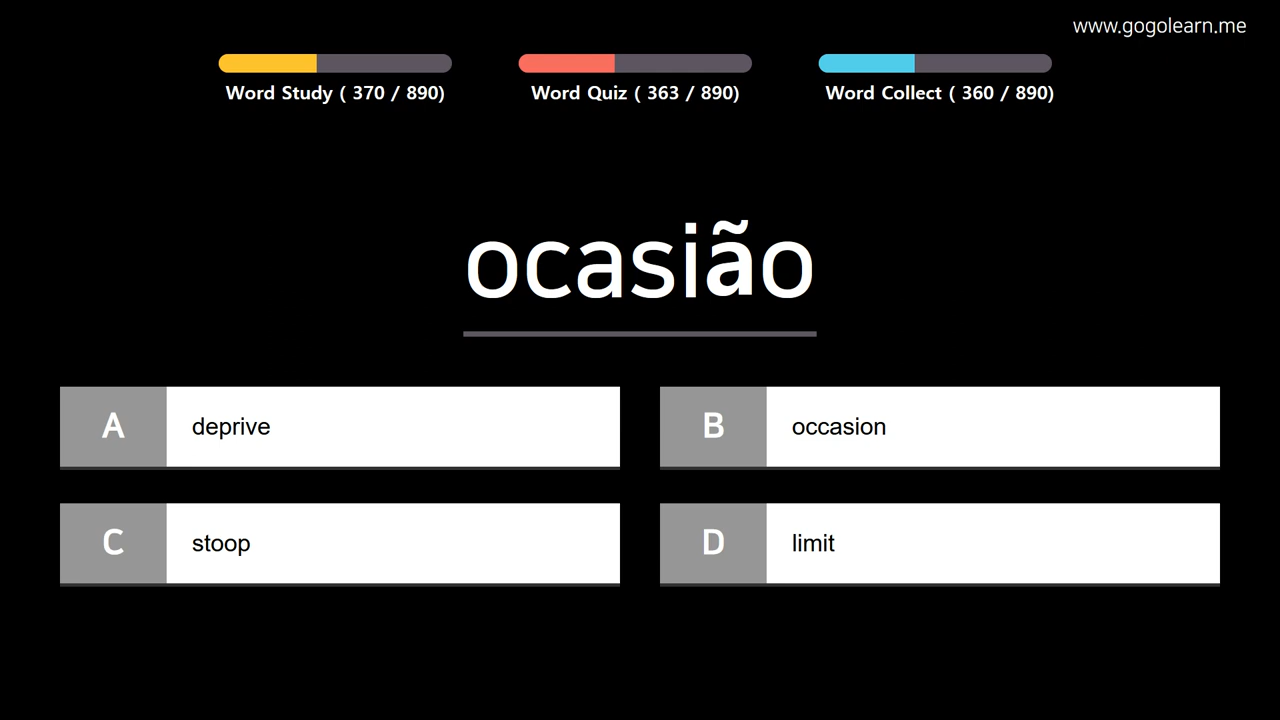 www.gogolearn.me
Word Study ( 370 / 890)
Word Quiz ( 363 / 890)
Word Collect ( 360 / 890)
ocasião
A deprive
B occasion
C stoop
D limit